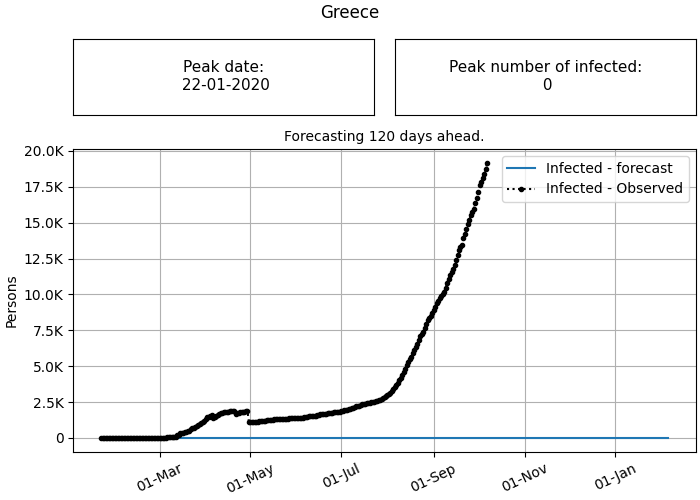 Greece
Peak date:
22-01-2020
Peak number of infected:
0
Forecasting 120 days ahead.
20.0K
17.5K
15.0K
12.5K
10.0K
7.5K
5.0K
2.5K
0
Persons
Infected - forecast
Infected - Observed
01-Mar
01-May
01-Jul
01-Sep
01-Nov
01-Jan